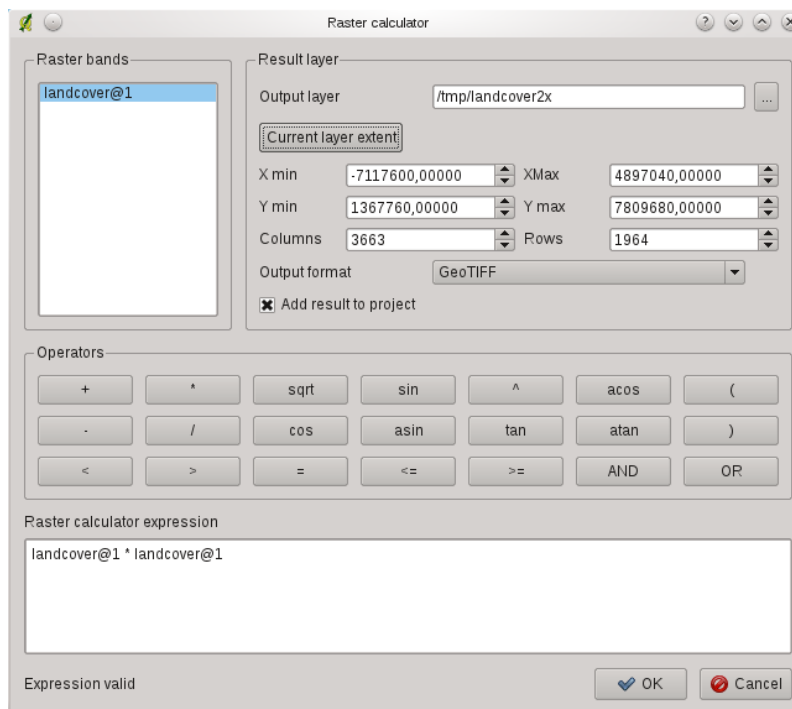 Raster calculator
Raster bands
landcover@1
Result layer
Output layer /tmp/landcover2x ...
Current layer extent
X min -7117600,00000 XMax 4897040,00000
Y min 1367760,00000 Y max 7809680,00000
Columns 3663 Rows 1964
Output format GeoTIFF
Add result to project
Operators
+ * sqrt sin ^ acos (
- / cos asin tan atan )
< > = <= >= AND OR
Raster calculator expression
landcover@1 * landcover@1
Expression valid OK Cancel